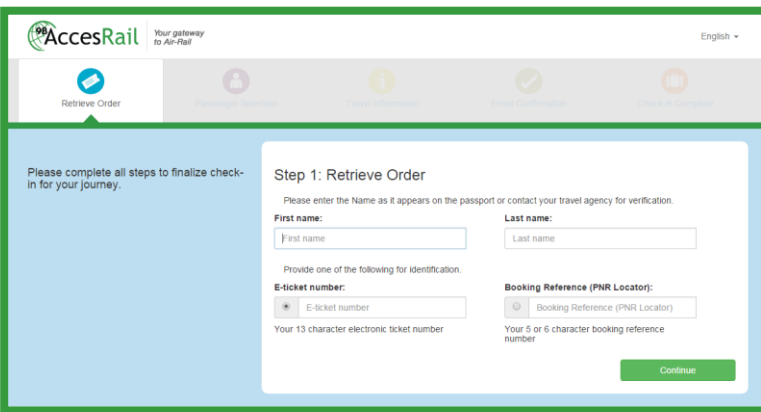 9B
AccesRail
Your gateway
to Air-Rail
English
Retrieve Order
Passenger Selection
Travel Information
Email Confirmation
Check-in Complete
Please complete all steps to finalize check-
in for your journey.
Step 1: Retrieve Order
Please enter the Name as it appears on the passport or contact your travel agency for verification.
First name:
Last name:
First name
Last name
Provide one of the following for identification.
E-ticket number:
Booking Reference (PNR Locator):
E-ticket number
Booking Reference (PNR Locator)
Your 13 character electronic ticket number
Your 5 or 6 character booking reference
number
Continue